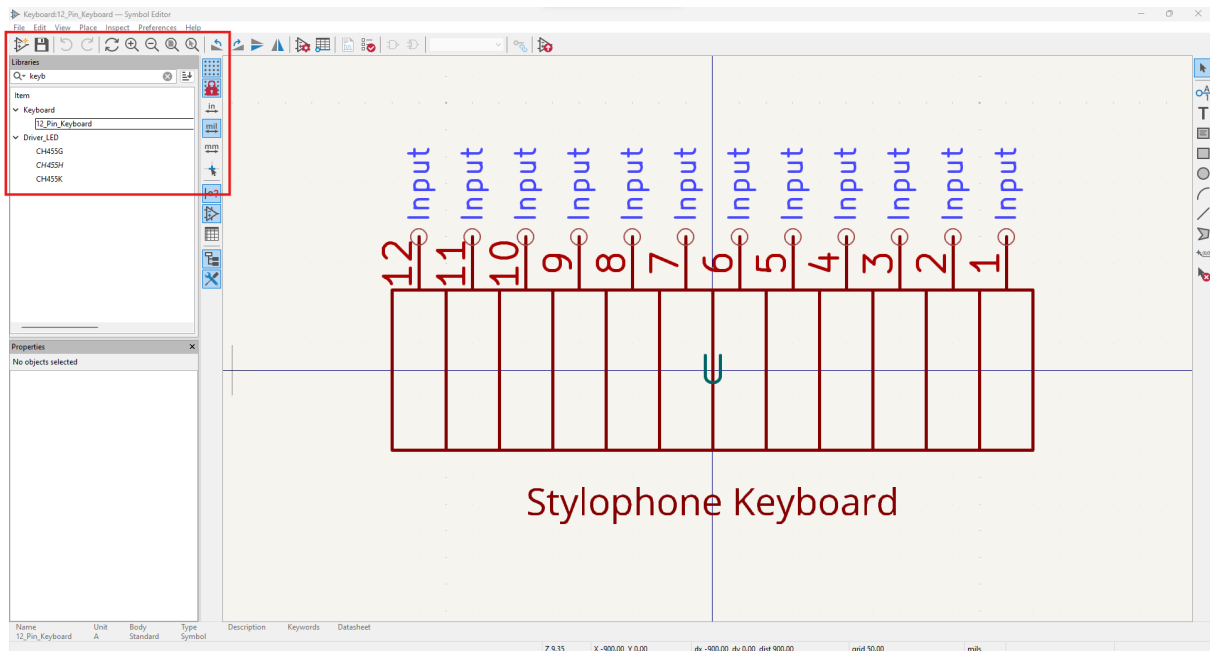 Keyboard:12_Pin_Keyboard — Symbol Editor
File Edit View Place Inspect Preferences Help
Libraries
keyb
Item
Keyboard
12_Pin_Keyboard
Driver_LED
CH455G
CH455H
CH455K
in
mil
mm
Properties
No objects selected
Input Input Input Input Input Input Input Input Input Input Input Input
12 11 10 9 8 7 6 5 4 3 2 1
U
Stylophone Keyboard
T
Name Unit Body Type Description Keywords Datasheet
12_Pin_Keyboard A Standard Symbol
Z 9.35 X -900.00 Y 0.00 dx -900.00 dy 0.00 dist 900.00 grid 50.00 mils